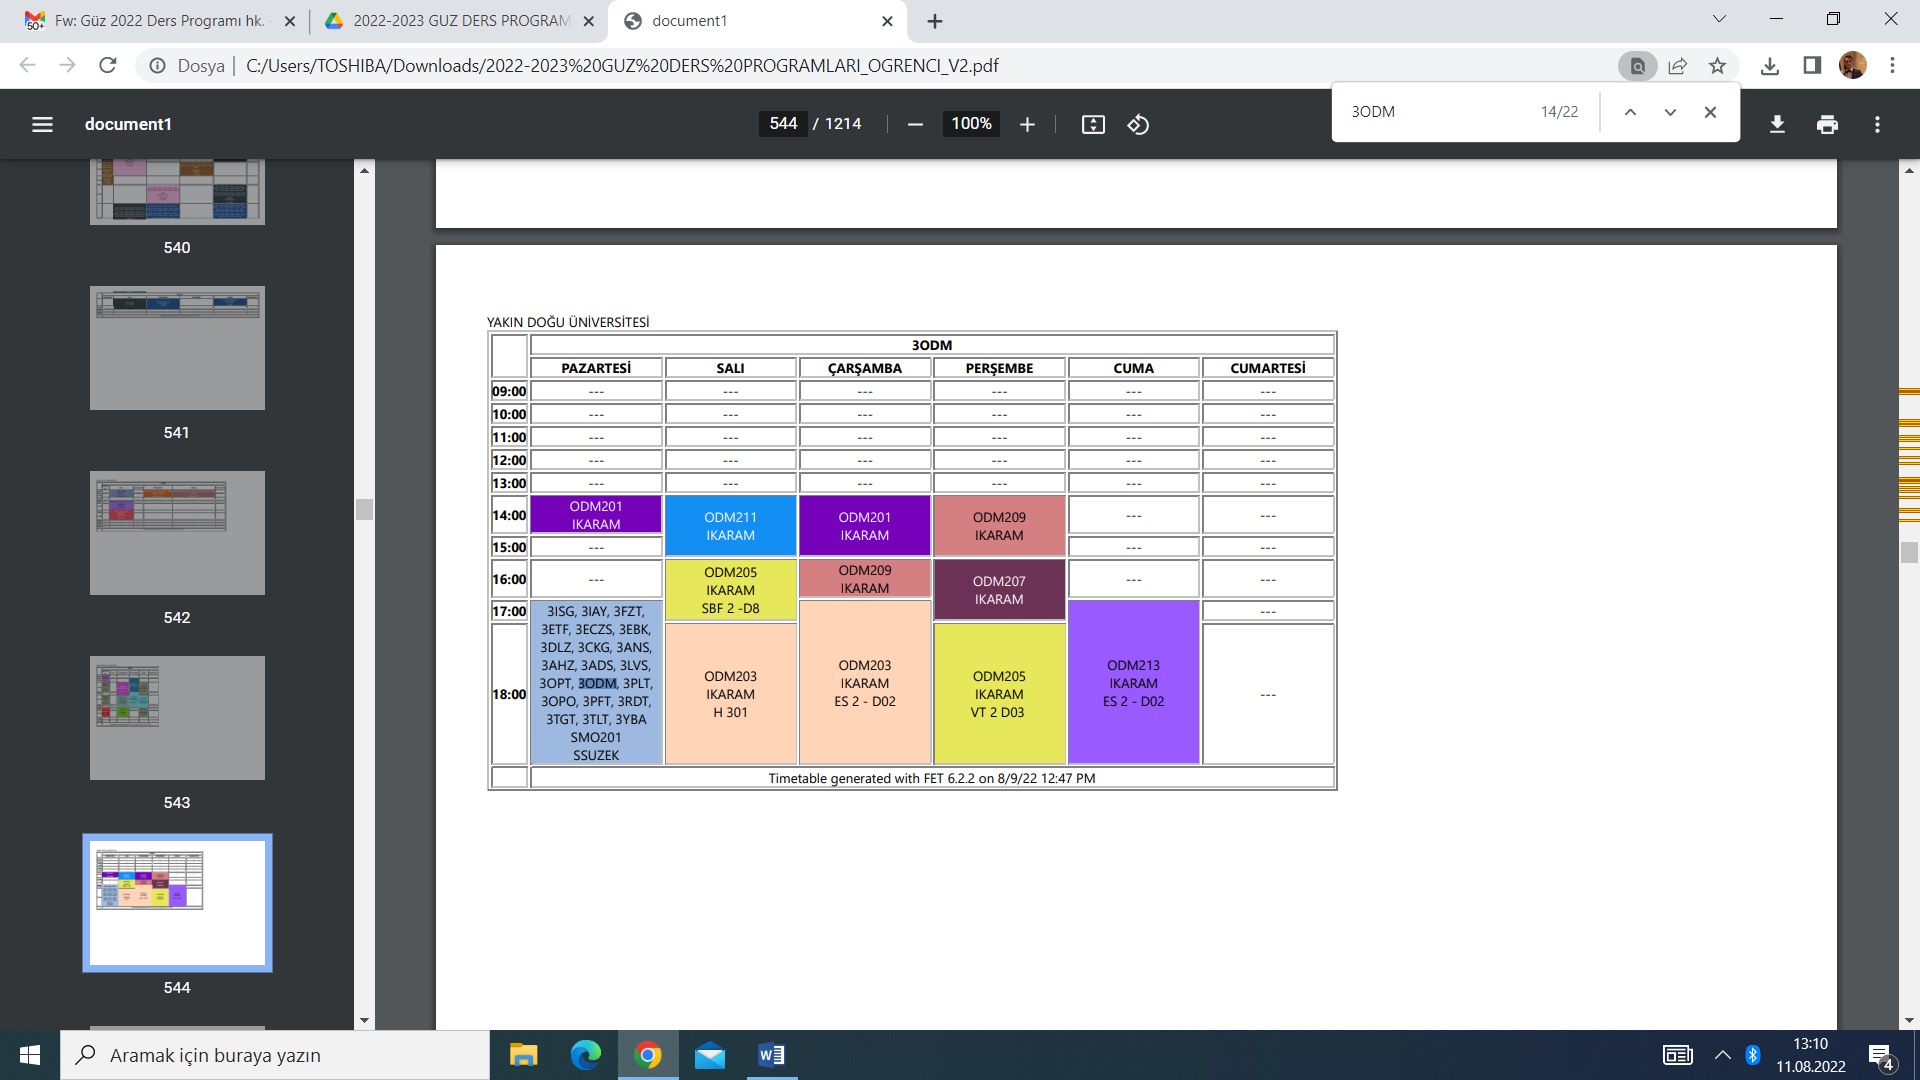 Fw: Güz 2022 Ders Programı hk.
2022-2023 GUZ DERS PROGRAM
document1
Dosya
C:/Users/TOSHIBA/Downloads/2022-2023%20GUZ%20DERS%20PROGRAMLARI_OGRENCI_V2.pdf
document1
544 / 1214
100%
3ODM
14/22
540
541
542
543
544
YAKIN DOĞU ÜNİVERSİTESİ
3ODM
PAZARTESİ SALI ÇARŞAMBA PERŞEMBE CUMA CUMARTESİ
09:00 --- --- --- --- --- ---
10:00 --- --- --- --- --- ---
11:00 --- --- --- --- --- ---
12:00 --- --- --- --- --- ---
13:00 --- --- --- --- --- ---
14:00
ODM201
IKARAM
ODM211
IKARAM
ODM201
IKARAM
ODM209
IKARAM
--- ---
15:00 --- --- ---
16:00 ---
ODM205
IKARAM
SBF 2 -D8
ODM209
IKARAM
ODM207
IKARAM
--- ---
17:00
3ISG, 3IAY, 3FZT,
3ETF, 3ECZS, 3EBK,
3DLZ, 3CKG, 3ANS,
3AHZ, 3ADS, 3LVS,
3OPT, 3ODM, 3PLT,
3OPO, 3PFT, 3RDT,
3TGT, 3TLT, 3YBA
SMO201
SSUZEK
---
18:00
ODM203
IKARAM
H 301
ODM203
IKARAM
ES 2 - D02
ODM205
IKARAM
VT 2 D03
ODM213
IKARAM
ES 2 - D02
---
Timetable generated with FET 6.2.2 on 8/9/22 12:47 PM
Aramak için buraya yazın
13:10
11.08.2022
4